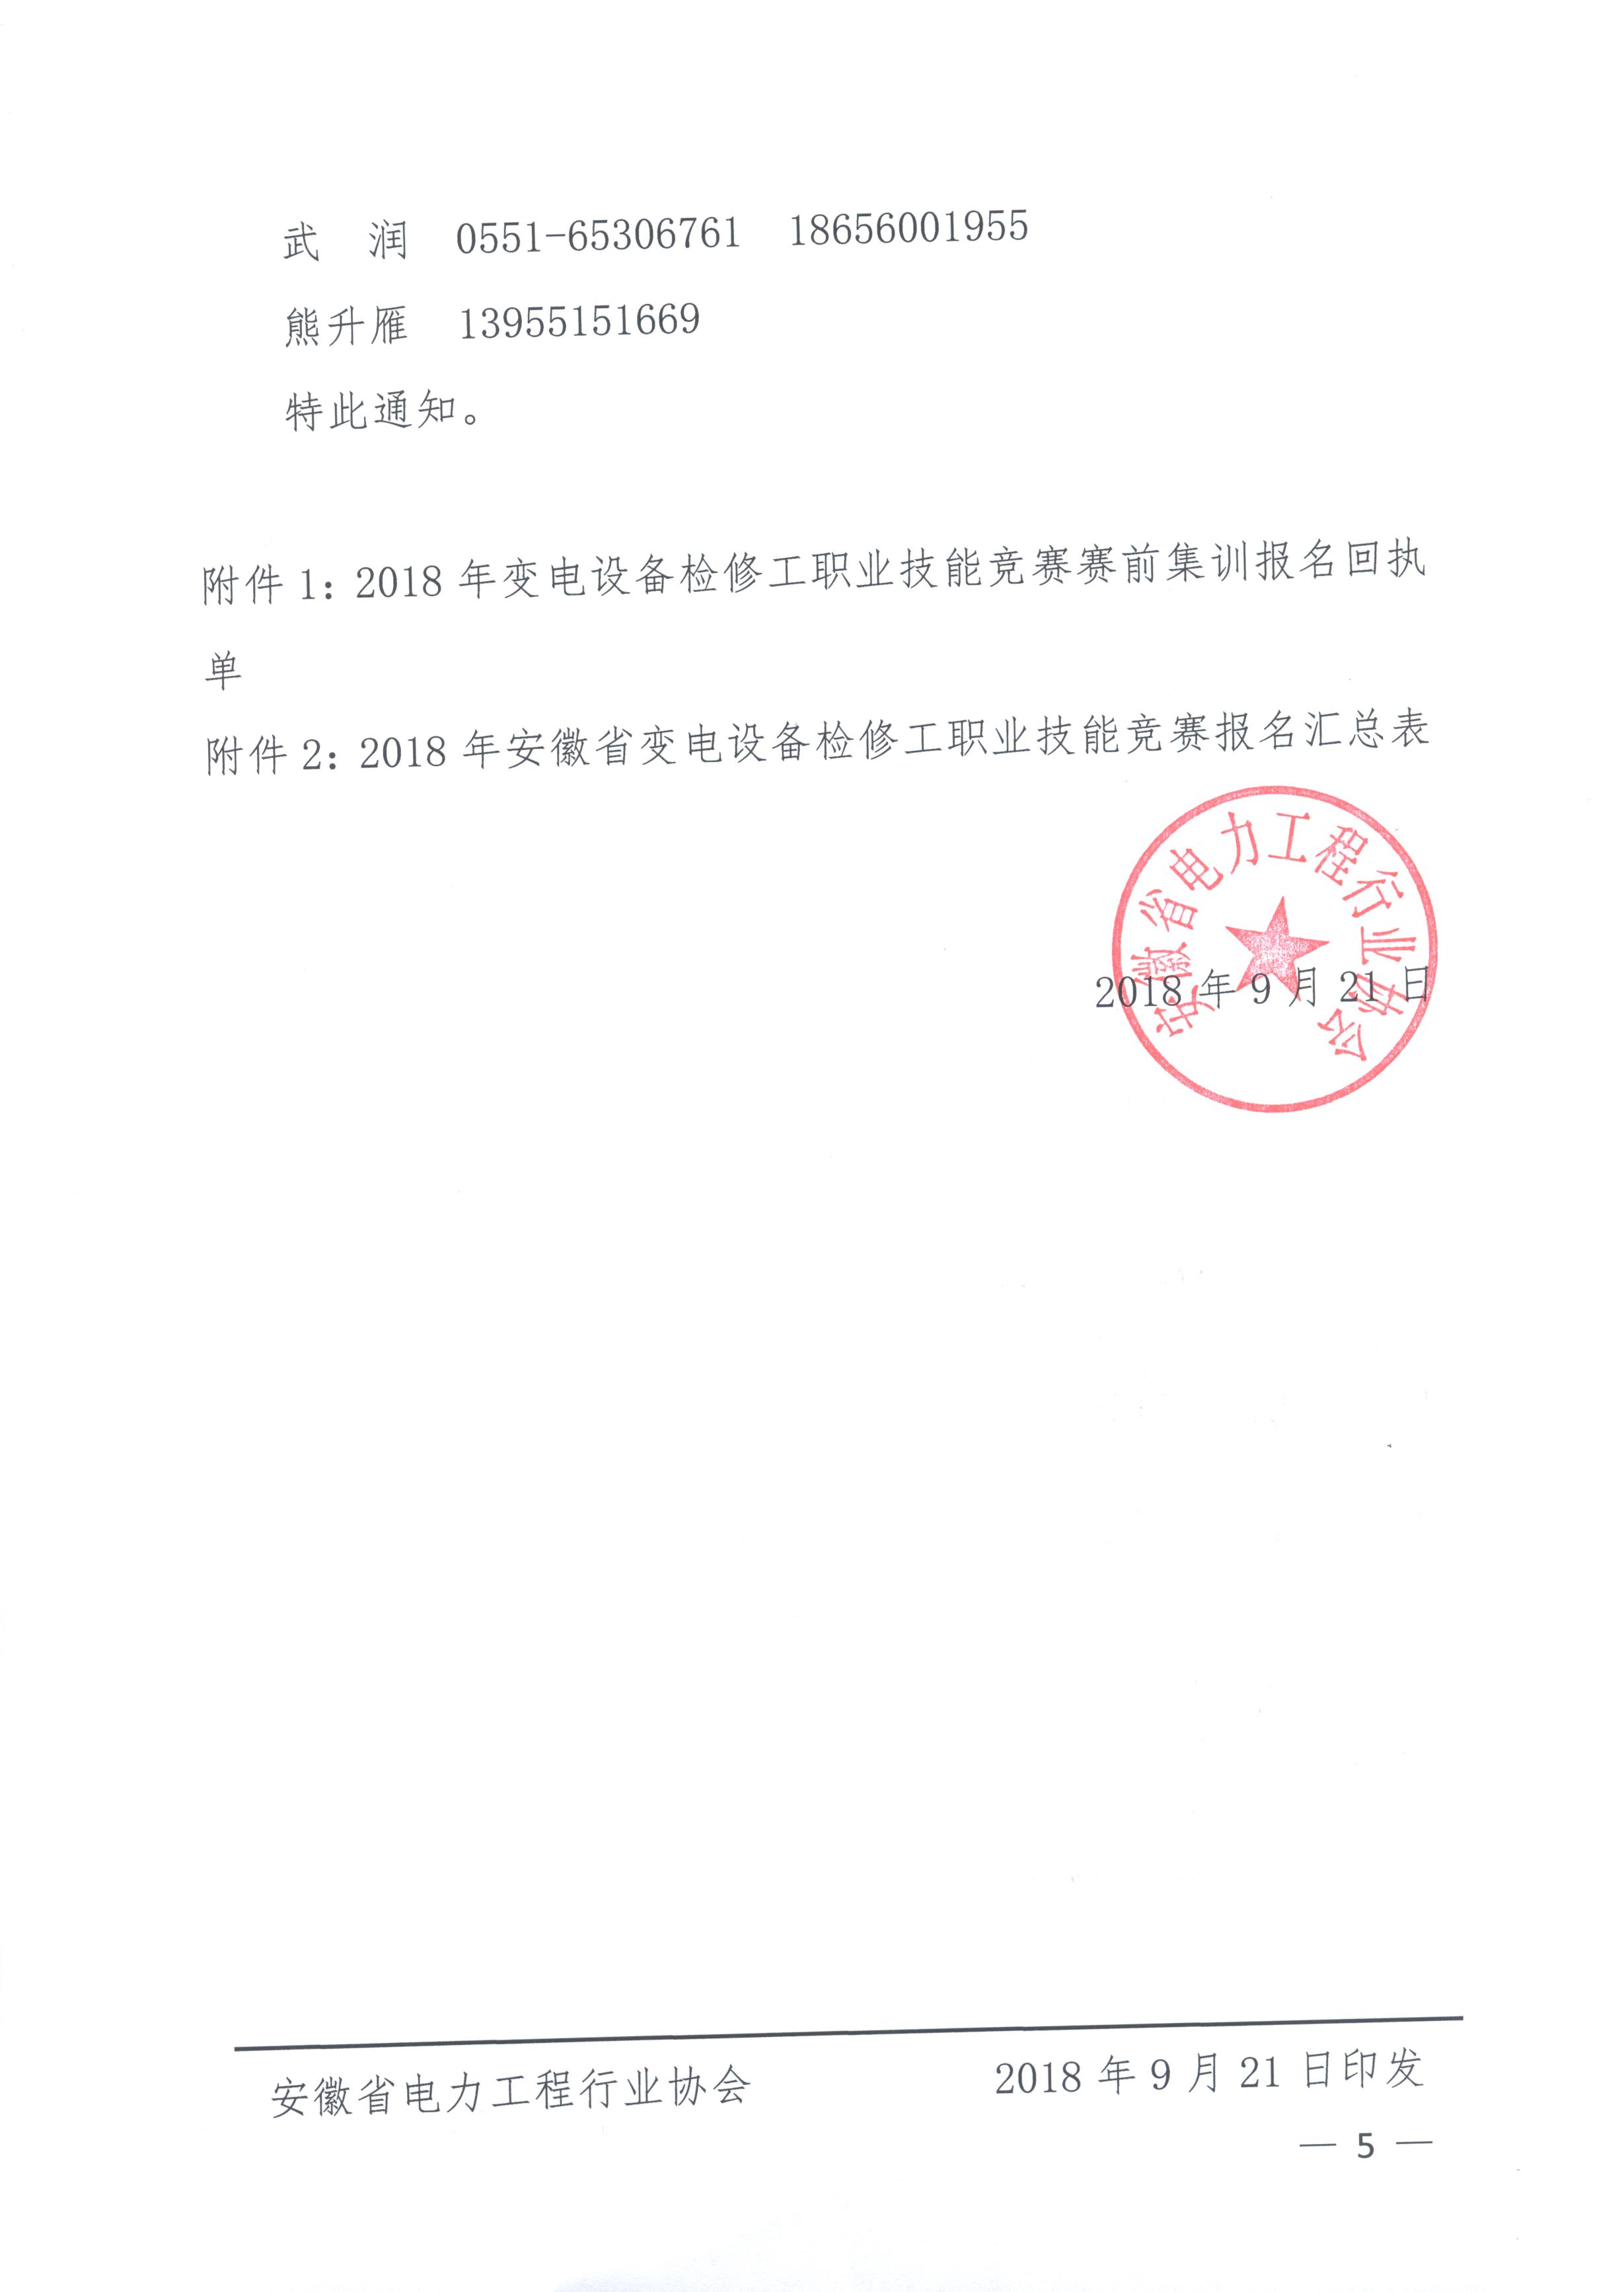 武　润　0551-65306761　18656001955
熊升雁　13955151669
特此通知。
附件 1: 2018 年变电设备检修工职业技能竞赛赛前集训报名回执
单
附件 2: 2018 年安徽省变电设备检修工职业技能竞赛报名汇总表
安徽省电力工程行业协会
2018 年 9 月 21 日
安徽省电力工程行业协会　2018 年 9 月 21 日印发
— 5 —